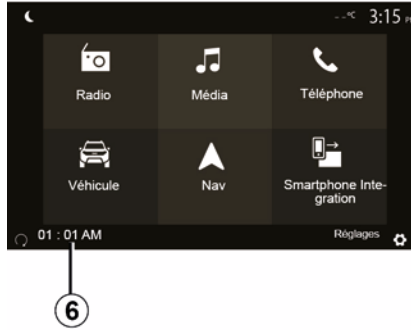 --°C 3:15
Radio
Média
Téléphone
Véhicule
Nav
Smartphone Inte-
gration
01 : 01 AM
Réglages
6